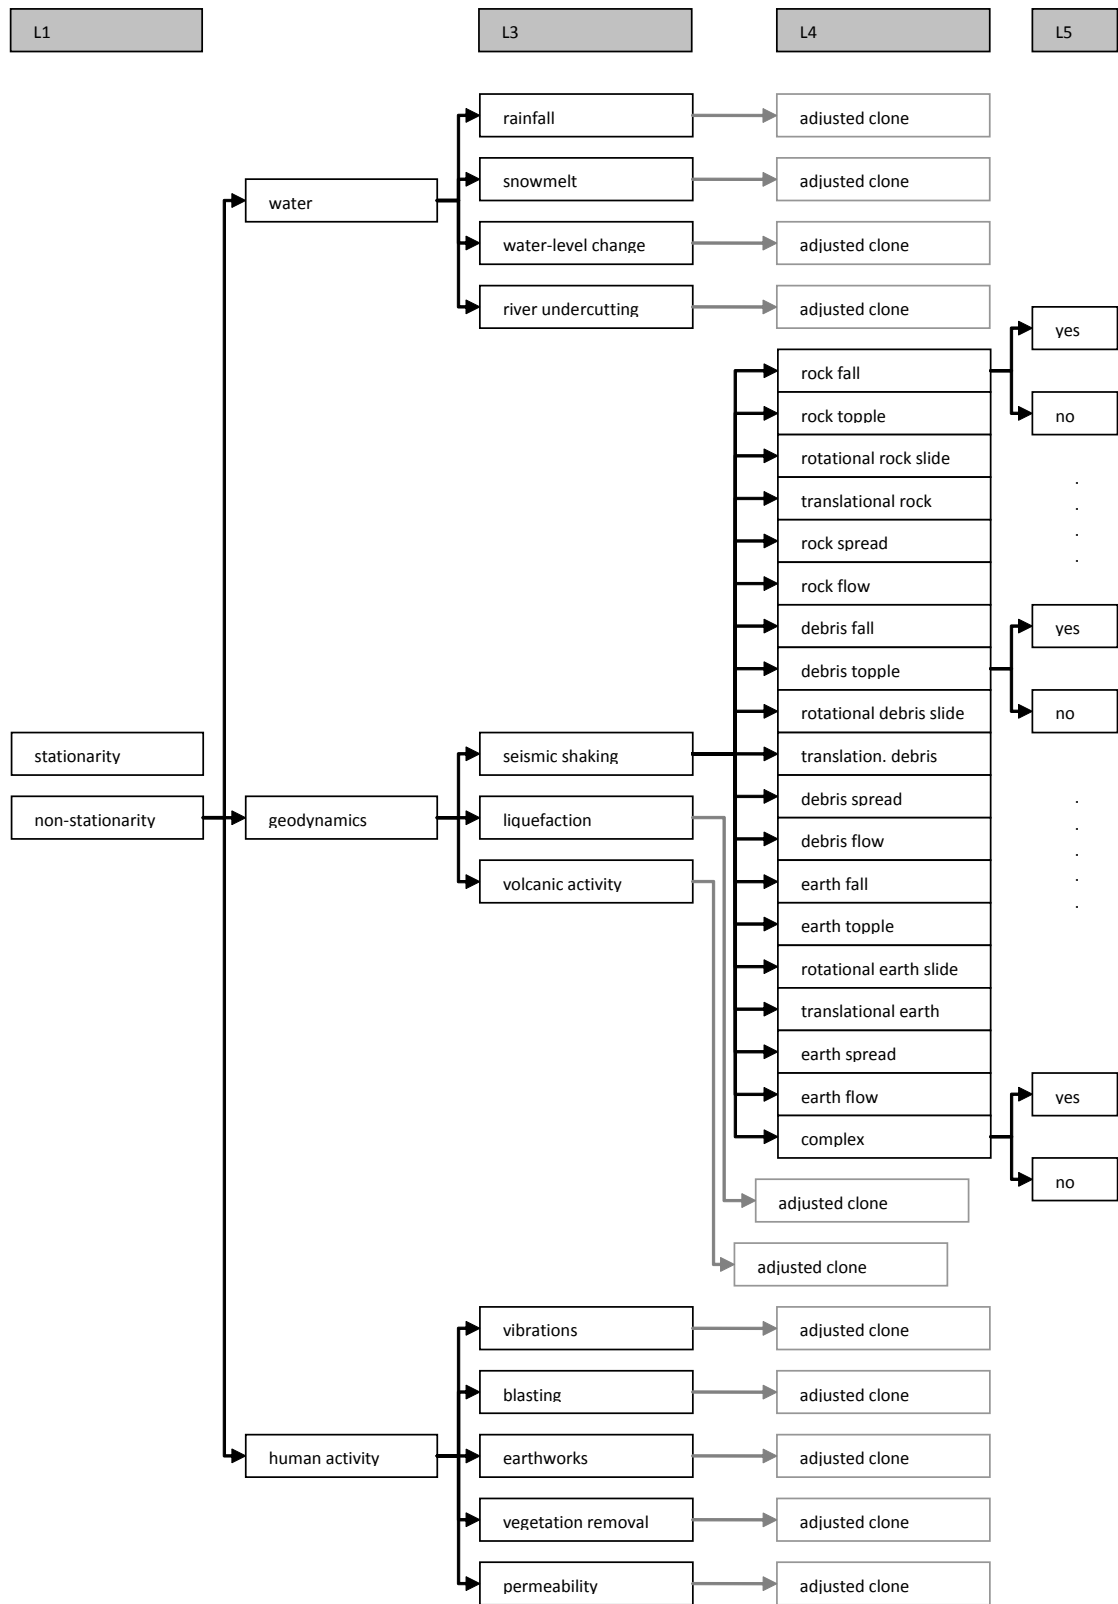 L1
L3
L4
L5
rainfall
adjusted clone
snowmelt
adjusted clone
water
water-level change
adjusted clone
river undercutting
adjusted clone
yes
rock fall
rock topple
no
rotational rock slide
translational rock
rock spread
rock flow
debris fall
yes
debris topple
rotational debris slide
no
stationarity
seismic shaking
translation. debris
debris spread
non-stationarity
geodynamics
liquefaction
debris flow
volcanic activity
earth fall
earth topple
rotational earth slide
translational earth
earth spread
earth flow
yes
complex
no
adjusted clone
adjusted clone
vibrations
adjusted clone
blasting
adjusted clone
human activity
earthworks
adjusted clone
vegetation removal
adjusted clone
permeability
adjusted clone